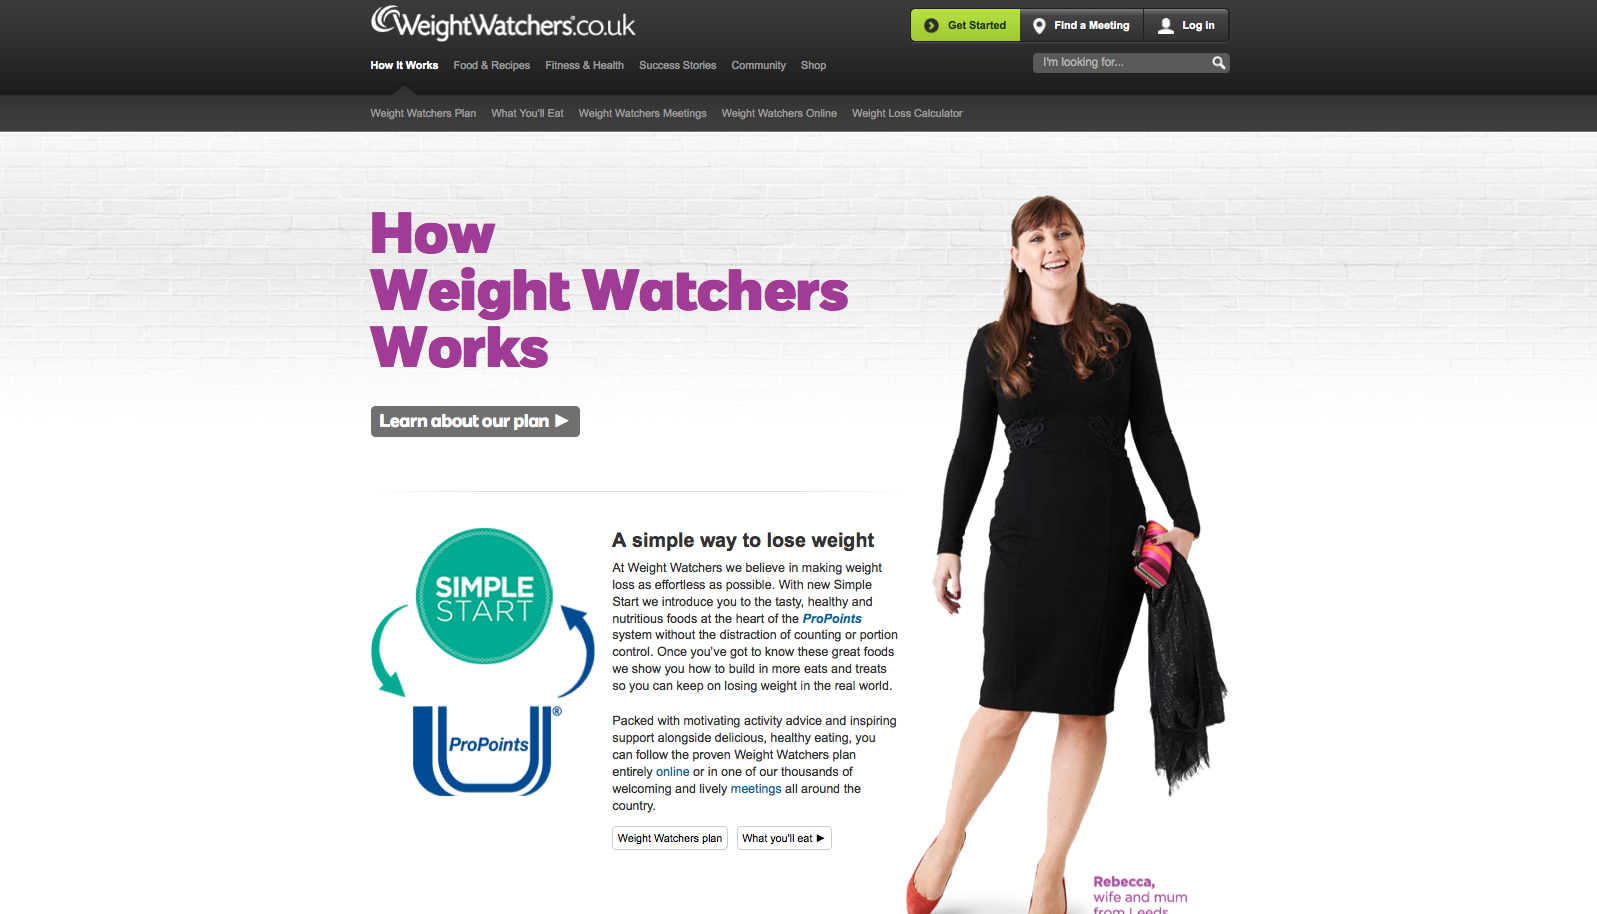 WeightWatchers.co.uk
Get Started
Find a Meeting
Log In
How It Works
Food & Recipes
Fitness & Health
Success Stories
Community
Shop
I'm looking for...
Weight Watchers Plan
What You'll Eat
Weight Watchers Meetings
Weight Watchers Online
Weight Loss Calculator
How
Weight Watchers
Works
Learn about our plan ►
SIMPLE
START
ProPoints
®
A simple way to lose weight
At Weight Watchers we believe in making weight
loss as effortless as possible. With new Simple
Start we introduce you to the tasty, healthy and
nutritious foods at the heart of the ProPoints
system without the distraction of counting or portion
control. Once you've got to know these great foods
we show you how to build in more eats and treats
so you can keep on losing weight in the real world.
Packed with motivating activity advice and inspiring
support alongside delicious, healthy eating, you
can follow the proven Weight Watchers plan
entirely online or in one of our thousands of
welcoming and lively meetings all around the
country.
Weight Watchers plan
What you'll eat ►
Rebecca,
wife and mum
from Leeds